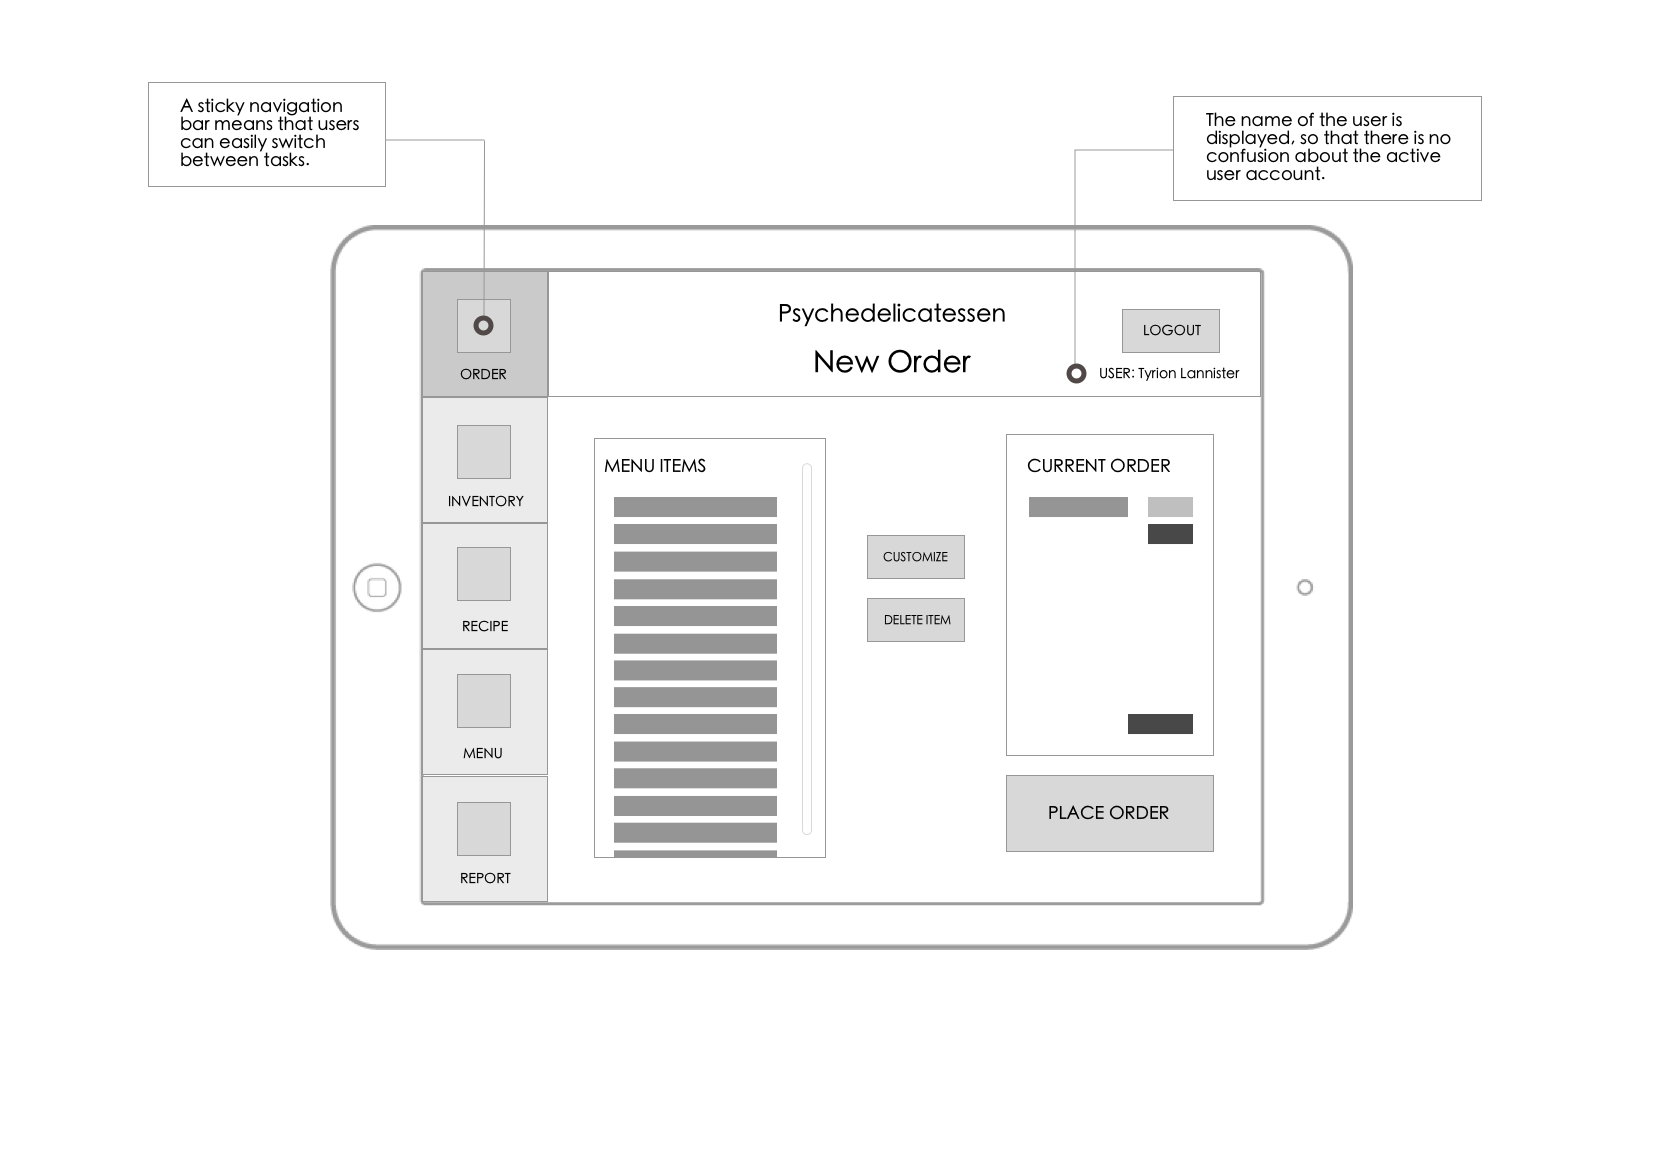 A sticky navigation
bar means that users
can easily switch
between tasks.
The name of the user is
displayed, so that there is no
confusion about the active
user account.
Psychedelicatessen
New Order
LOGOUT
USER: Tyrion Lannister
ORDER
INVENTORY
RECIPE
MENU
REPORT
MENU ITEMS
CUSTOMIZE
DELETE ITEM
CURRENT ORDER
PLACE ORDER